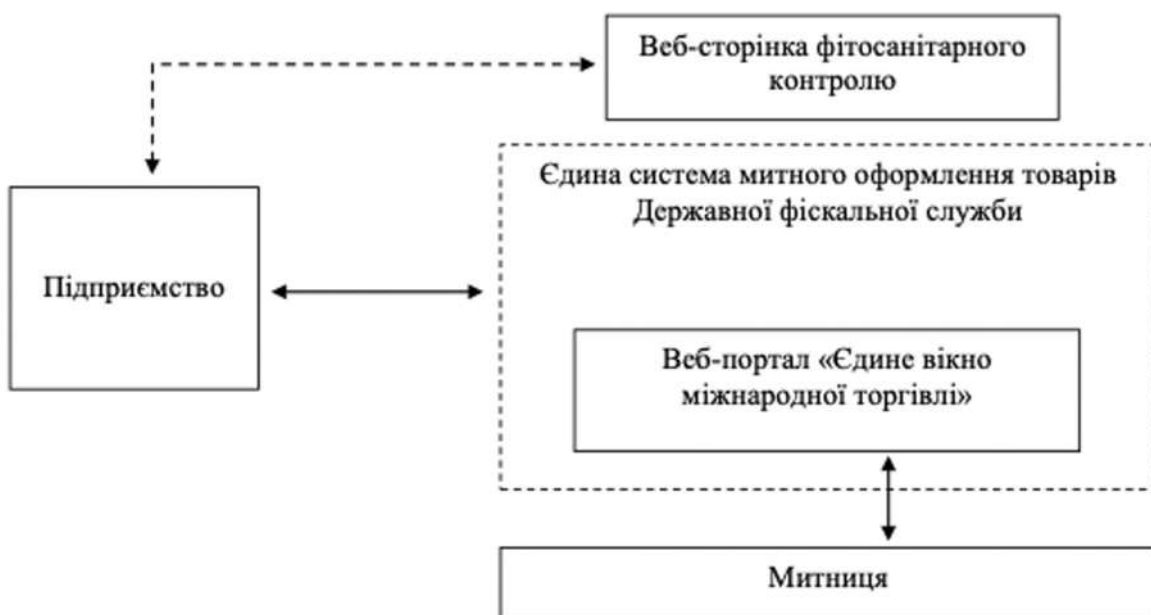 Веб-сторінка фітосанітарного
контролю
Єдина система митного оформлення товарів
Державної фіскальної служби
Підприємство
Веб-портал «Єдине вікно
міжнародної торгівлі»
Митниця